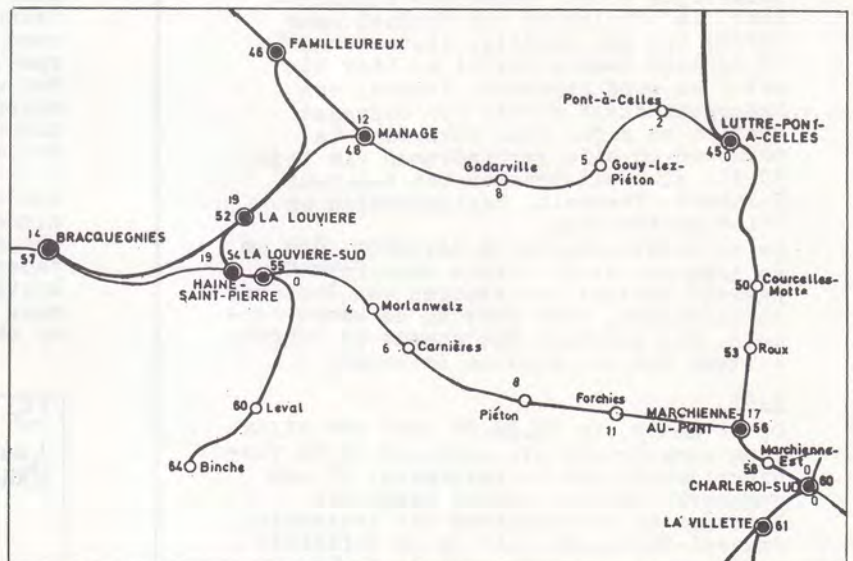 46 FAMILLEUREUX
12
48 MANAGE
Pont-à-Celles
2
LUTTRE-PONT-
A-CELLES
45 0
Godarville
8
5 Gouy-lez-
Piéton
19
52 LA LOUVIERE
14 BRACQUEGNIES
57
19 54 LA LOUVIERE-SUD
55 0
HAINE-
SAINT-PIERRE
50 Courcelles-
Motte
4 Morlanwelz
6 Carnières
53 Roux
8
Piéton
Forchies
11
MARCHIENNE-17
AU-PONT 56
60 Leval
64 Binche
Marchienne-
Est
58
0
CHARLEROI-SUD 60
0
LA VILLETTE 61